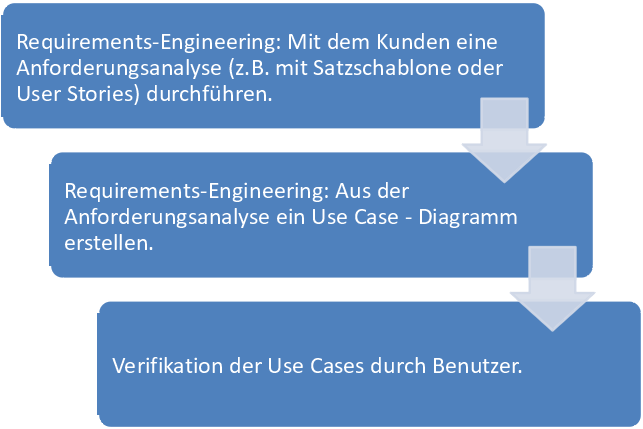 Requirements-Engineering: Mit dem Kunden eine
Anforderungsanalyse (z.B. mit Satzschablone oder
User Stories) durchführen.
Requirements-Engineering: Aus der
Anforderungsanalyse ein Use Case - Diagramm
erstellen.
Verifikation der Use Cases durch Benutzer.